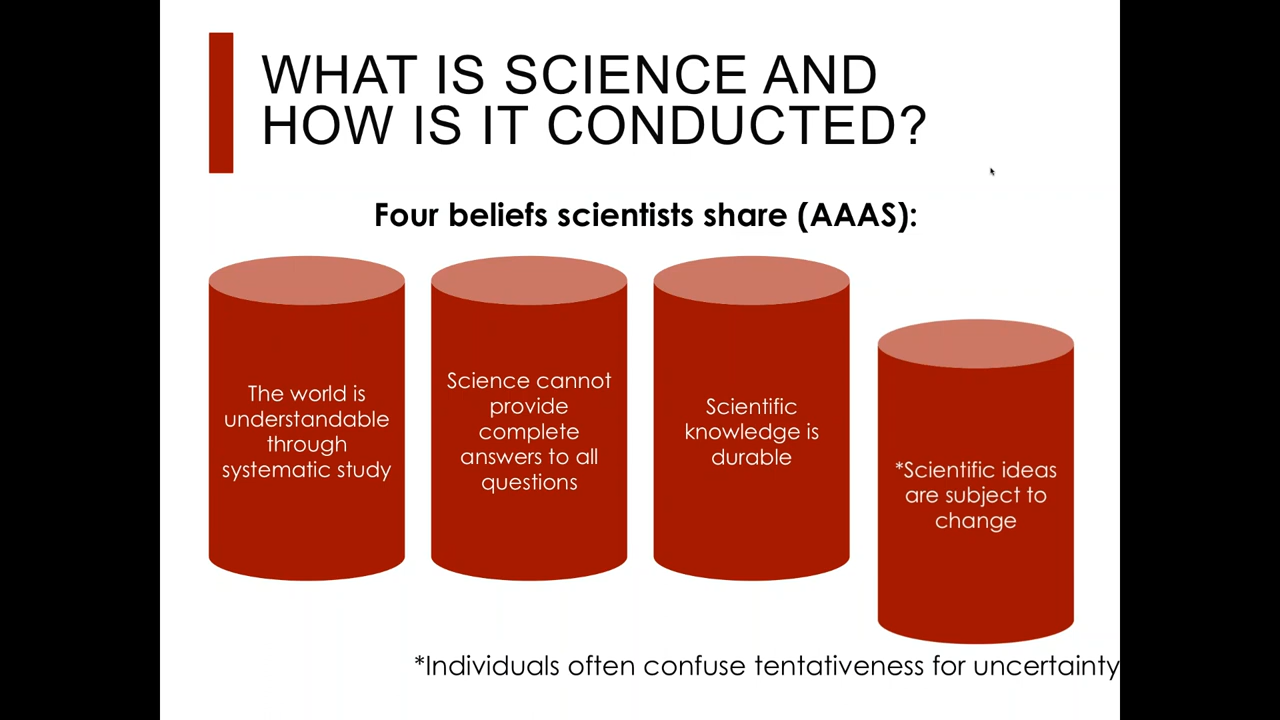 WHAT IS SCIENCE AND
HOW IS IT CONDUCTED?
Four beliefs scientists share (AAAS):
The world is
understandable
through
systematic study
Science cannot
provide
complete
answers to all
questions
Scientific
knowledge is
durable
*Scientific ideas
are subject to
change
*Individuals often confuse tentativeness for uncertainty